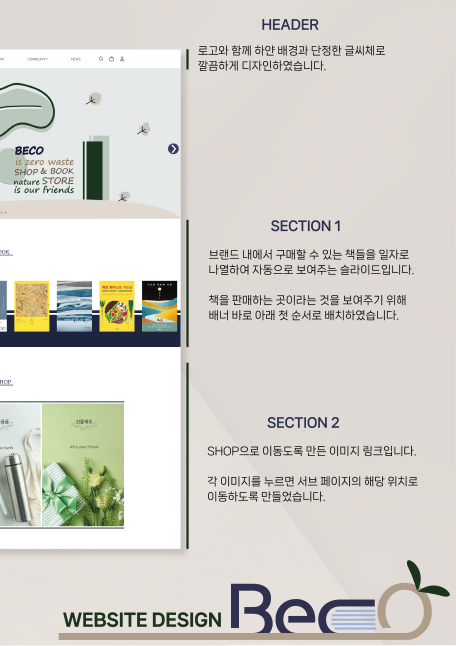 HEADER
로고와 함께 하얀 배경과 단정한 글씨체로
깔끔하게 디자인하였습니다.
COMMUNITY
NEWS
BECO
is zero waste
SHOP & BOOK
nature STORE
is our friends
SECTION 1
브랜드 내에서 구매할 수 있는 책들을 일자로
나열하여 자동으로 보여주는 슬라이드입니다.
책을 판매하는 곳이라는 것을 보여주기 위해
배너 바로 아래 첫 순서로 배치하였습니다.
SECTION 2
SHOP으로 이동도록 만든 이미지 링크입니다.
각 이미지를 누르면 서브 페이지의 해당 위치로
이동하도록 만들었습니다.
선물세트
For your Friend
WEBSITE DESIGN
Beco